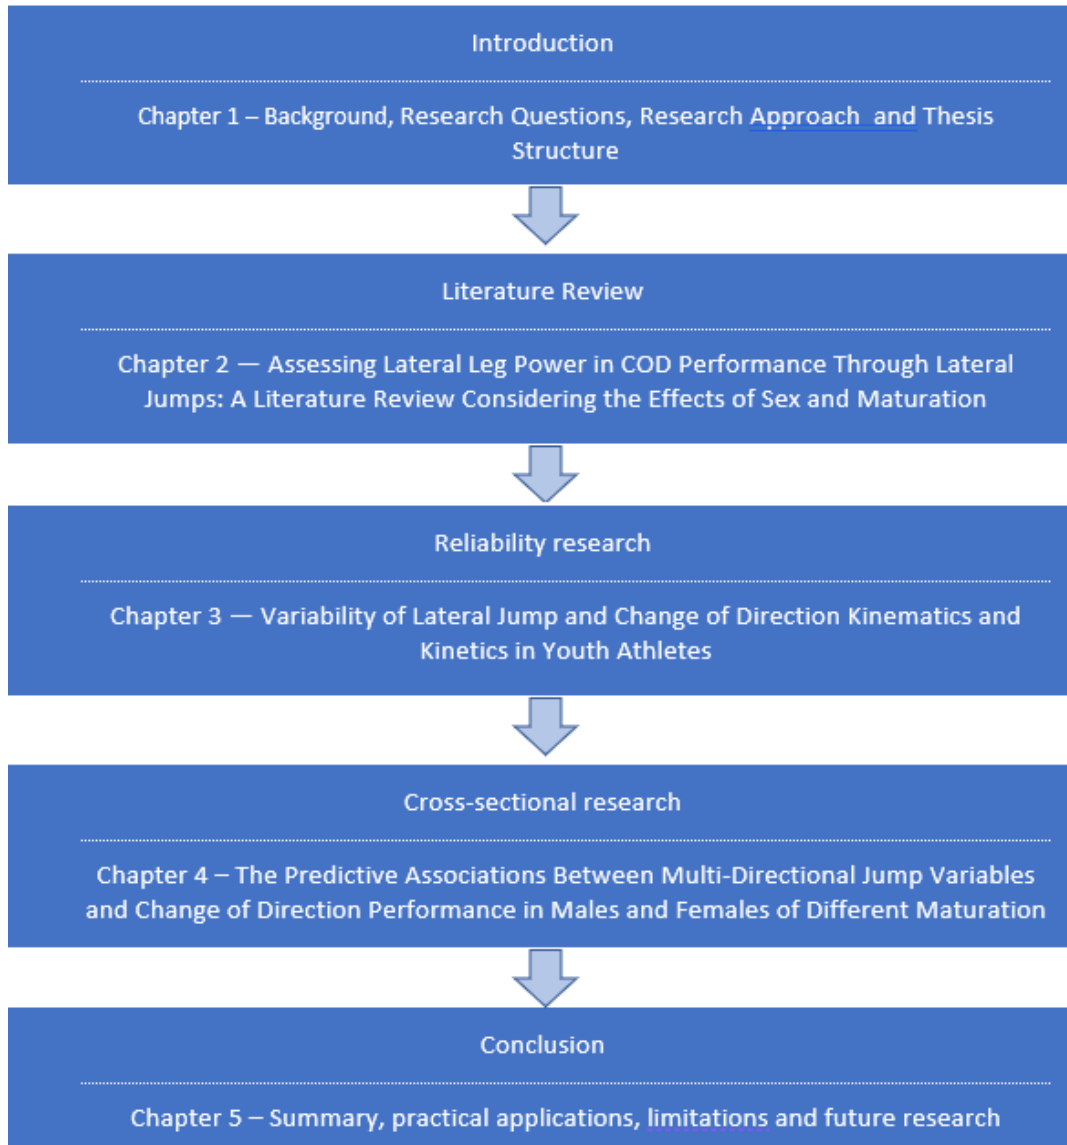 Introduction
Chapter 1 – Background, Research Questions, Research Approach  and Thesis
Structure
Literature Review
Chapter 2 — Assessing Lateral Leg Power in COD Performance Through Lateral
Jumps: A Literature Review Considering the Effects of Sex and Maturation
Reliability research
Chapter 3 — Variability of Lateral Jump and Change of Direction Kinematics and
Kinetics in Youth Athletes
Cross-sectional research
Chapter 4 – The Predictive Associations Between Multi-Directional Jump Variables
and Change of Direction Performance in Males and Females of Different Maturation
Conclusion
Chapter 5 – Summary, practical applications, limitations and future research